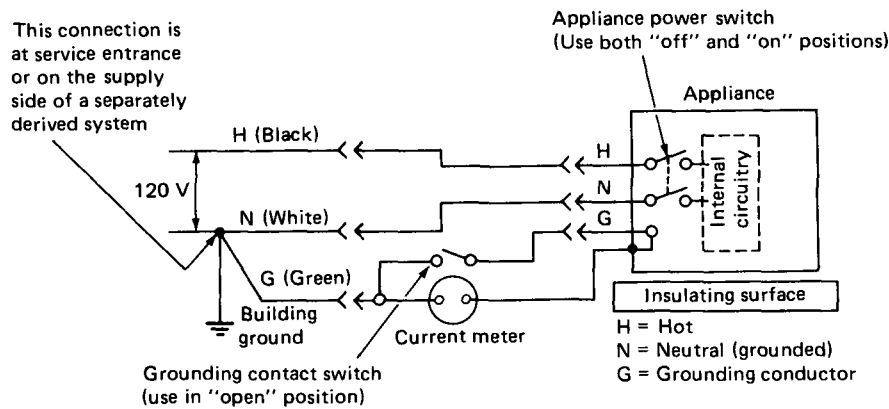 This connection is
at service entrance
or on the supply
side of a separately
derived system
Appliance power switch
(Use both "off" and "on" positions)
Appliance
H (Black)
H
120 V
N
Internal
circuitry
N (White)
G
G (Green)
Building
ground
Current meter
Insulating surface
H = Hot
N = Neutral (grounded)
G = Grounding conductor
Grounding contact switch
(use in "open" position)